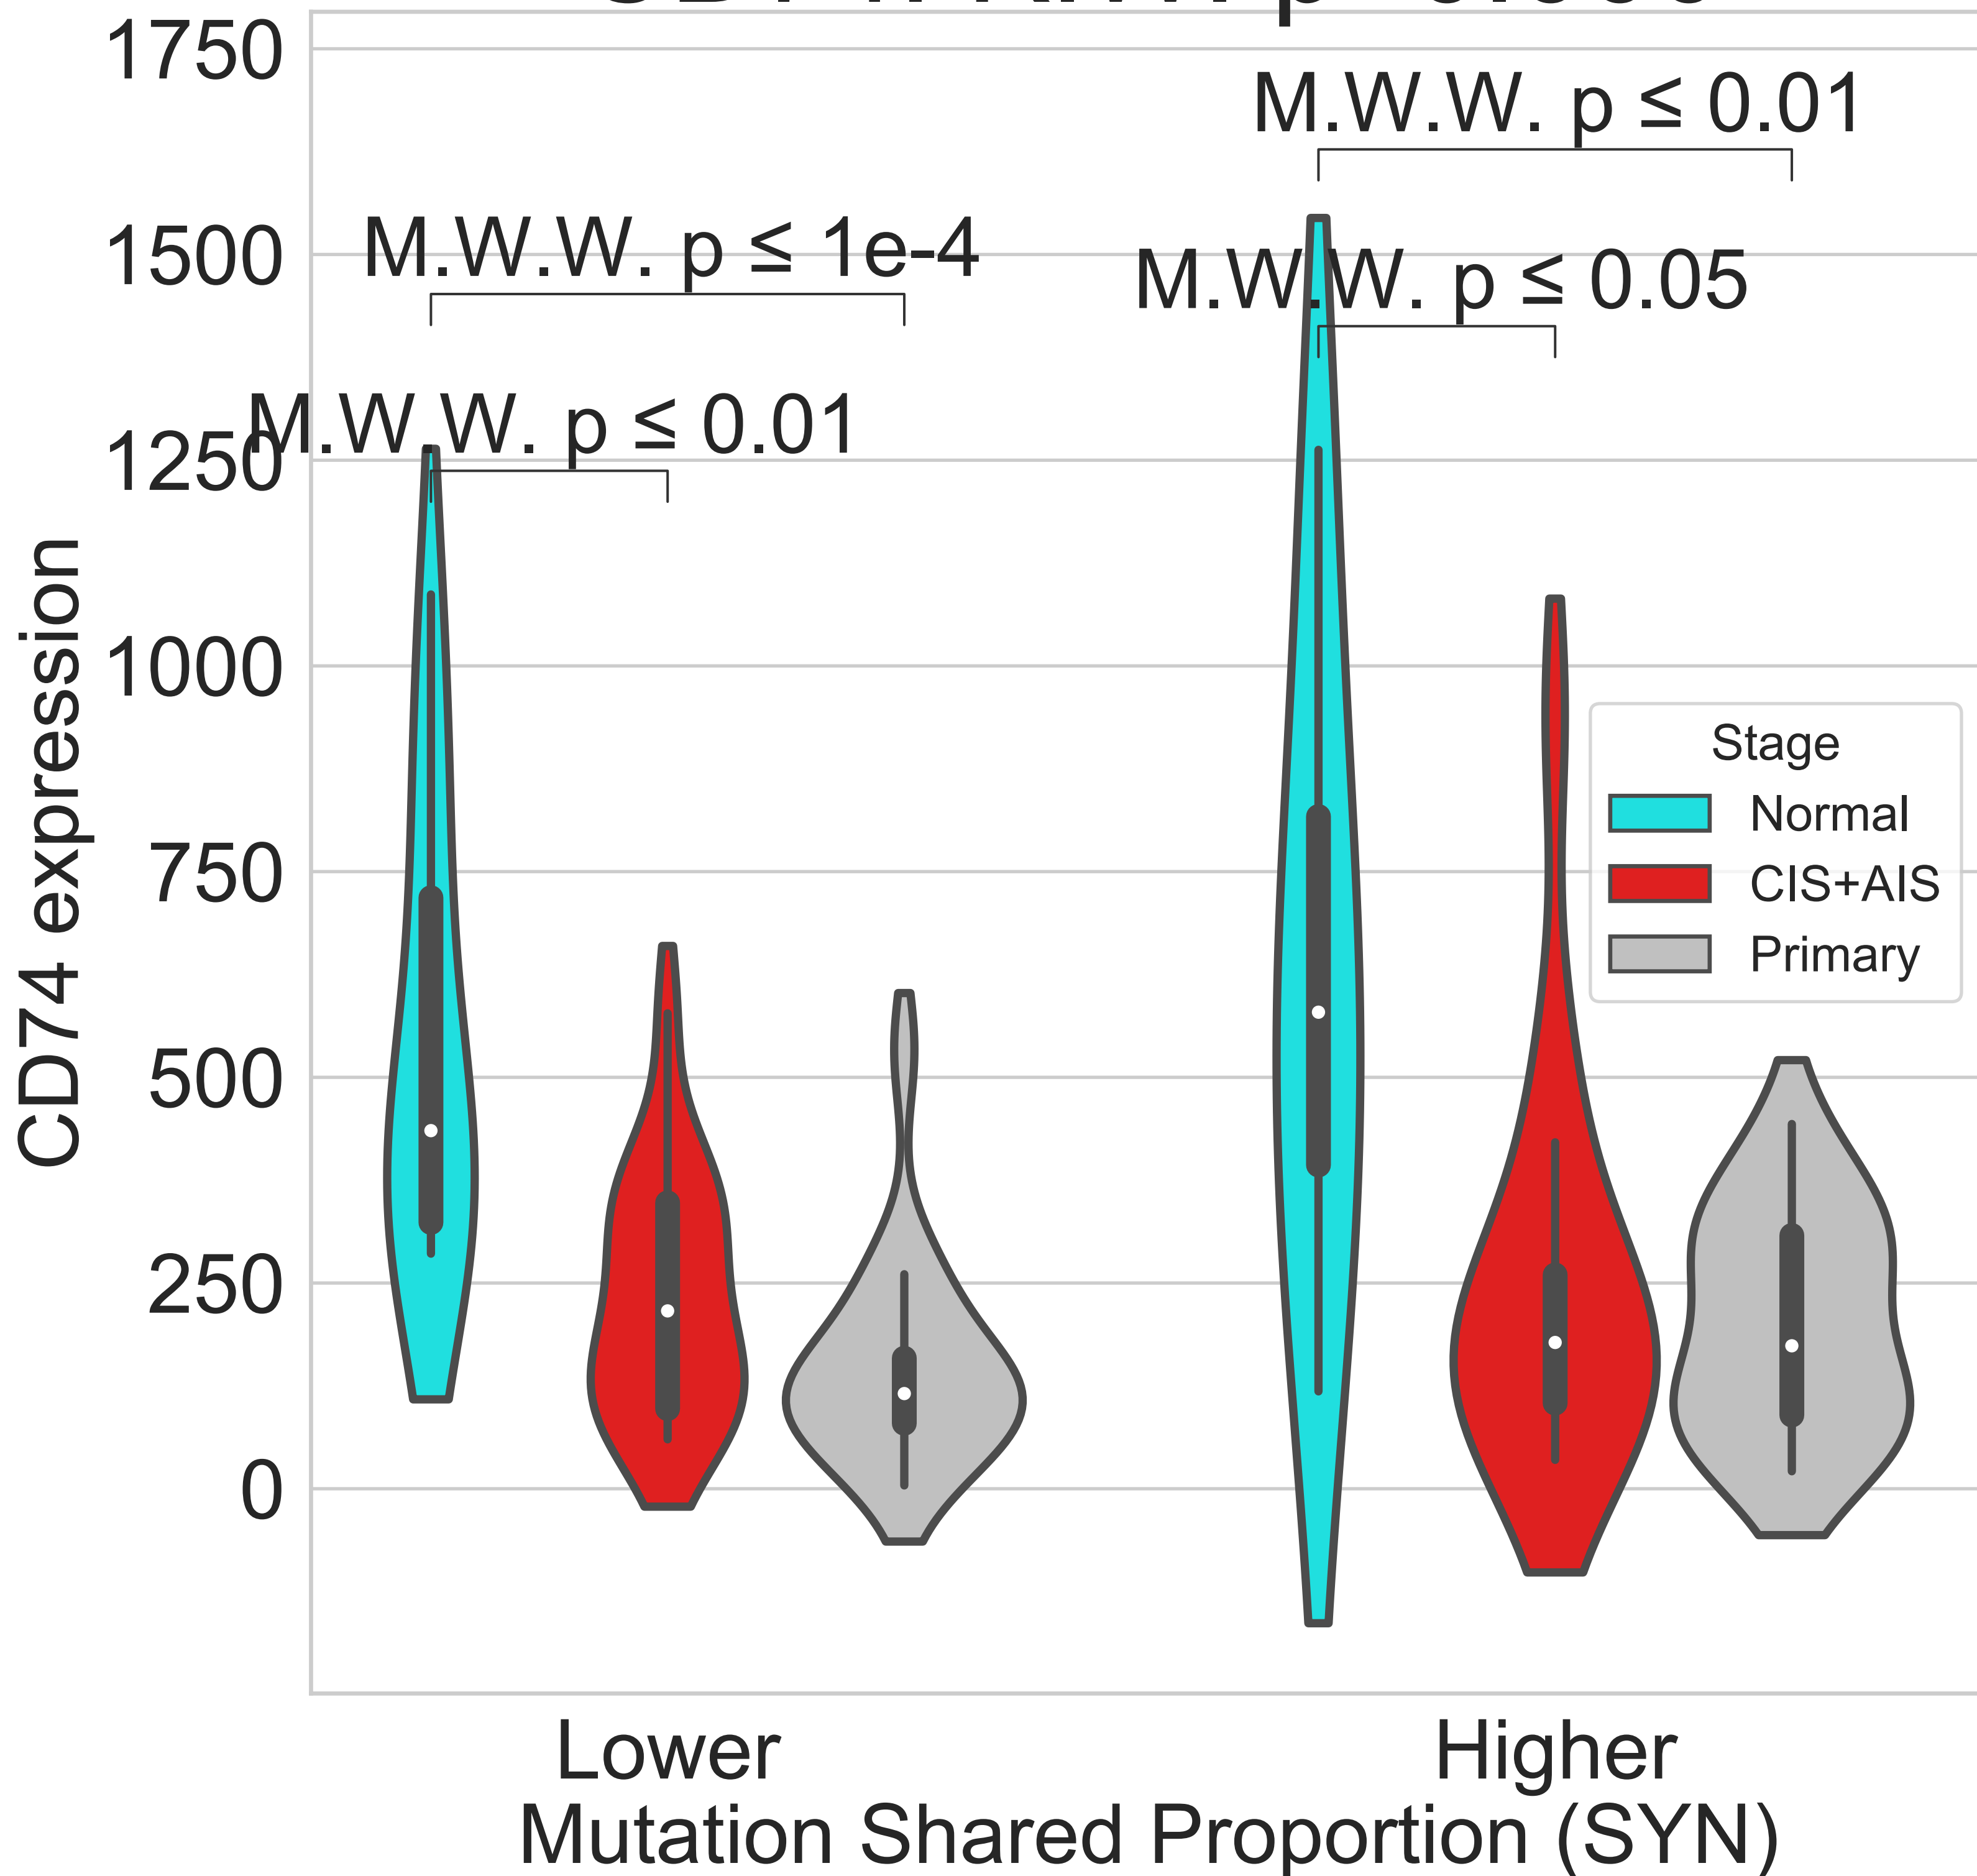 1750
1500
1250
1000
750
500
250
0
CD74 expression
M.W.W. p ≤ 0.01
M.W.W. p ≤ 1e-4
M.W.W. p ≤ 0.05
M.W.W. p ≤ 0.01
Stage
Normal
CIS+AIS
Primary
Lower
Higher
Mutation Shared Proportion (SYN)